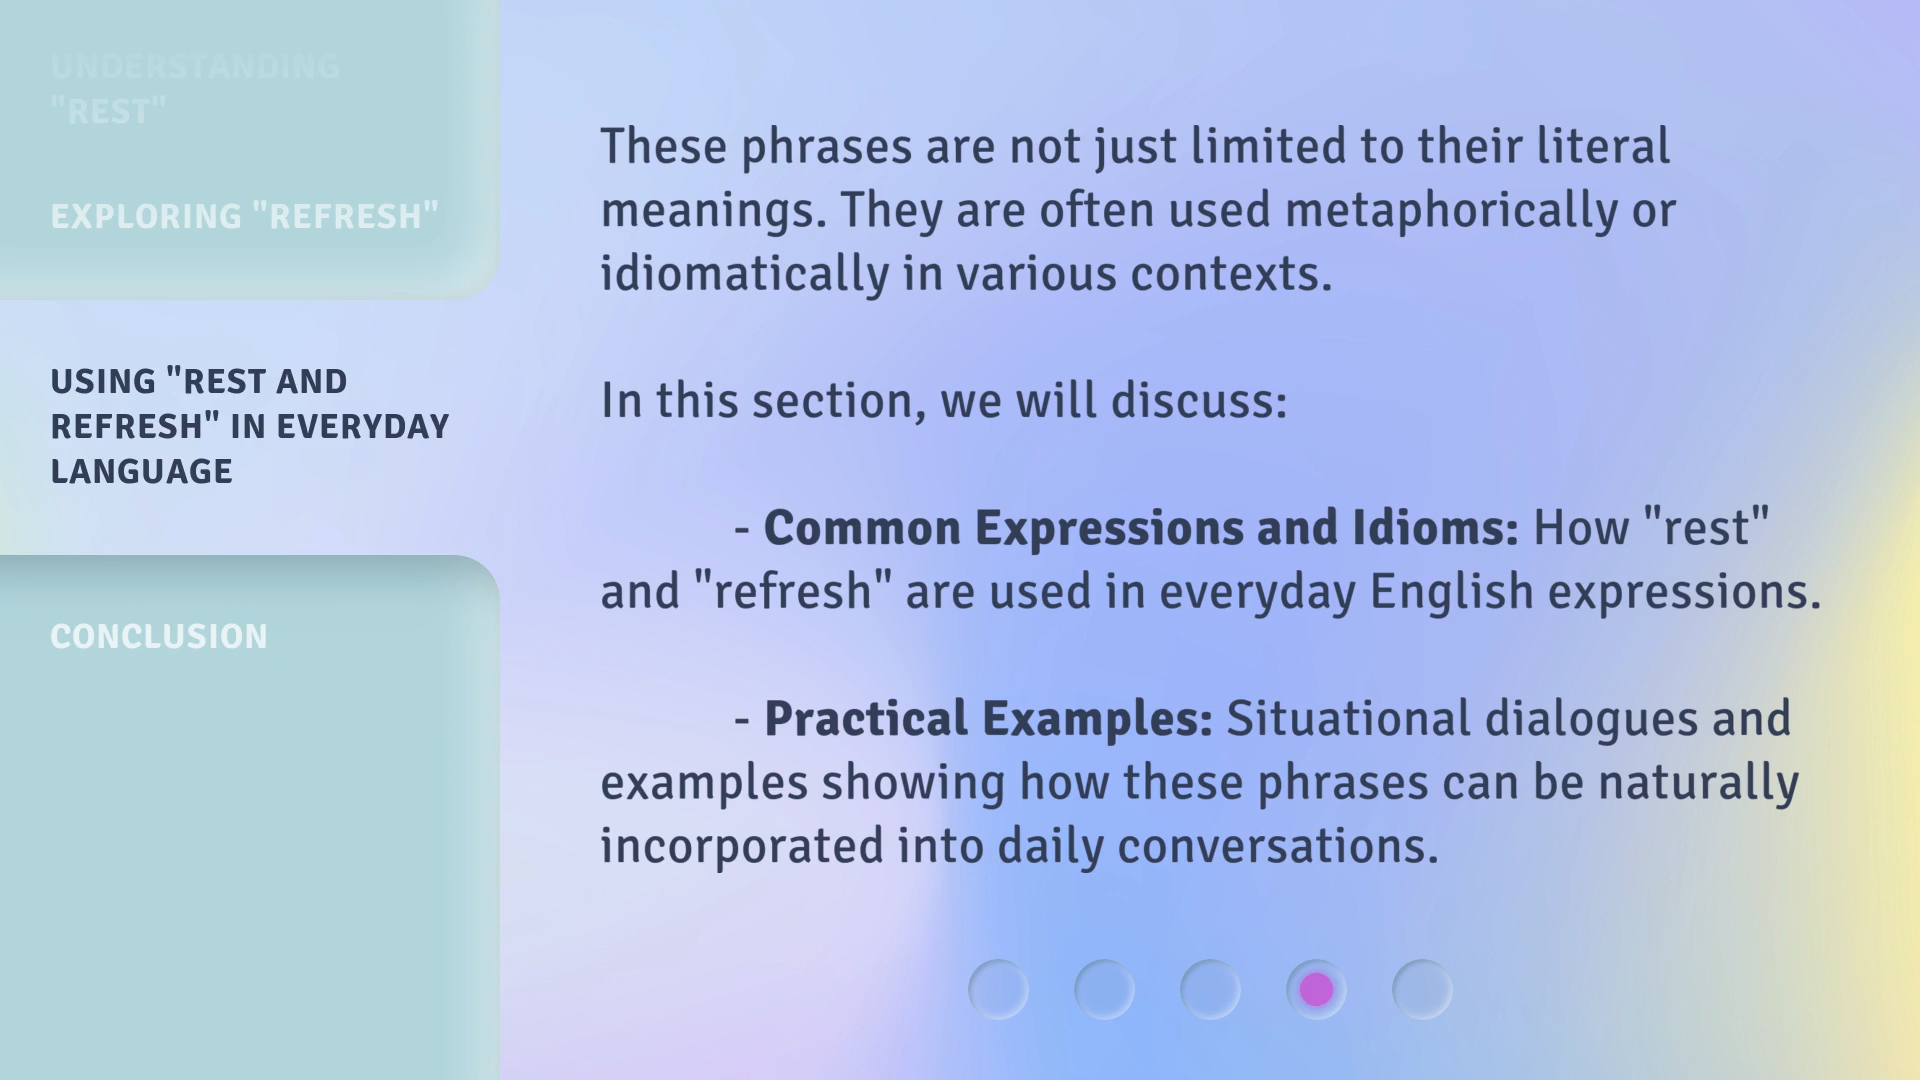 UNDERSTANDING
"REST"
EXPLORING "REFRESH"
USING "REST AND
REFRESH" IN EVERYDAY
LANGUAGE
CONCLUSION
These phrases are not just limited to their literal
meanings. They are often used metaphorically or
idiomatically in various contexts.
In this section, we will discuss:
- Common Expressions and Idioms: How "rest"
and "refresh" are used in everyday English expressions.
- Practical Examples: Situational dialogues and
examples showing how these phrases can be naturally
incorporated into daily conversations.